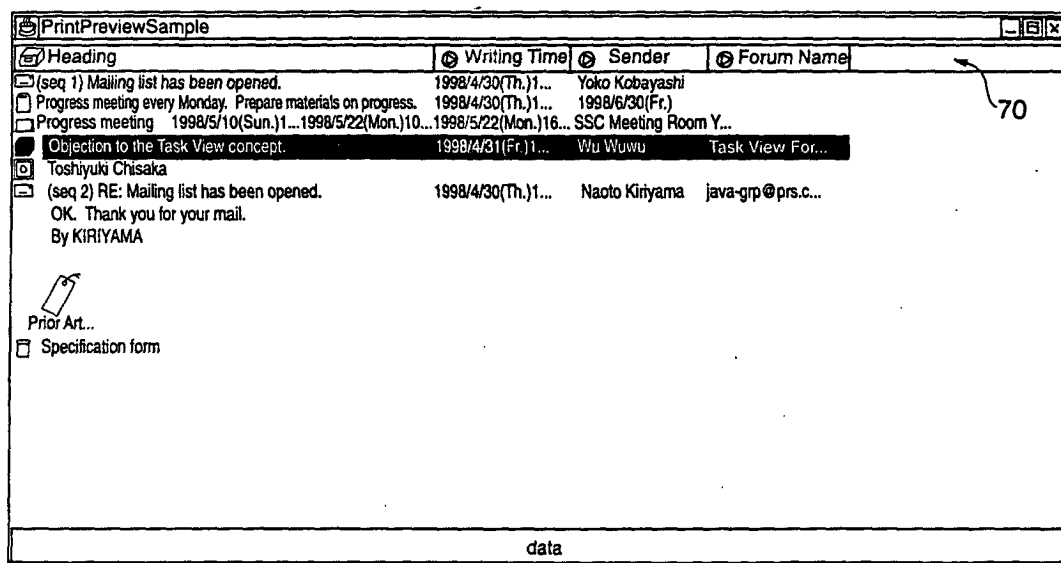 PrintPreviewSample
Heading Writing Time Sender Forum Name
70
(seq 1) Mailing list has been opened. 1998/4/30(Th.)1... Yoko Kobayashi
Progress meeting every Monday. Prepare materials on progress. 1998/4/30(Th.)1... 1998/6/30(Fr.)
Progress meeting 1998/5/10(Sun.)1...1998/5/22(Mon.)10...1998/5/22(Mon.)16... SSC Meeting Room Y...
Objection to the Task View concept. 1998/4/31(Fr.)1... Wu Wuwu Task View For...
Toshiyuki Chisaka
(seq 2) RE: Mailing list has been opened. 1998/4/30(Th.)1... Naoto Kiriyama java-grp@prs.c...
OK. Thank you for your mail.
By KIRIYAMA
Prior Art...
Specification form
data